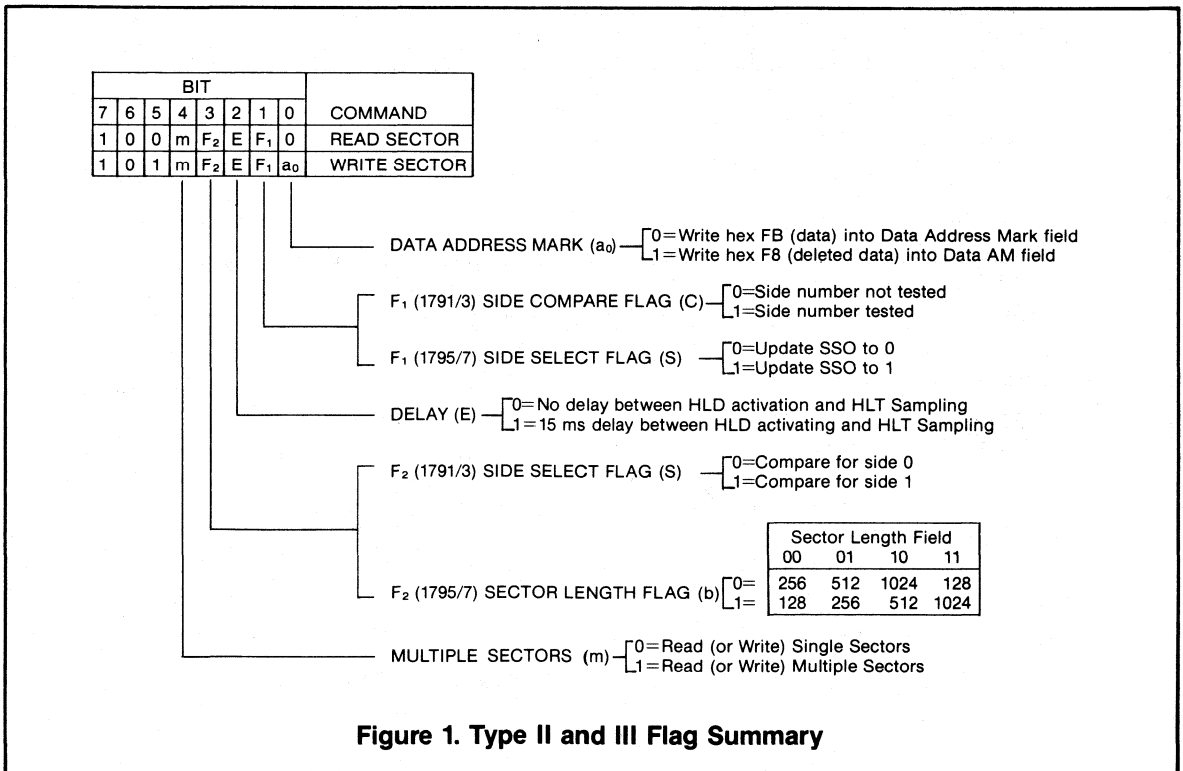 BIT
7 6 5 4 3 2 1 0 COMMAND
1 0 0 m F₂ E F₁ 0 READ SECTOR
1 0 1 m F₂ E F₁ a₀ WRITE SECTOR
DATA ADDRESS MARK (a₀) 0=Write hex FB (data) into Data Address Mark field
1=Write hex F8 (deleted data) into Data AM field
F₁ (1791/3) SIDE COMPARE FLAG (C) 0=Side number not tested
1=Side number tested
F₁ (1795/7) SIDE SELECT FLAG (S) 0=Update SSO to 0
1=Update SSO to 1
DELAY (E) 0=No delay between HLD activation and HLT Sampling
1=15 ms delay between HLD activating and HLT Sampling
F₂ (1791/3) SIDE SELECT FLAG (S) 0=Compare for side 0
1=Compare for side 1
Sector Length Field
00 01 10 11
F₂ (1795/7) SECTOR LENGTH FLAG (b) 0= 256 512 1024 128
1= 128 256 512 1024
MULTIPLE SECTORS (m) 0=Read (or Write) Single Sectors
1=Read (or Write) Multiple Sectors
Figure 1. Type II and III Flag Summary